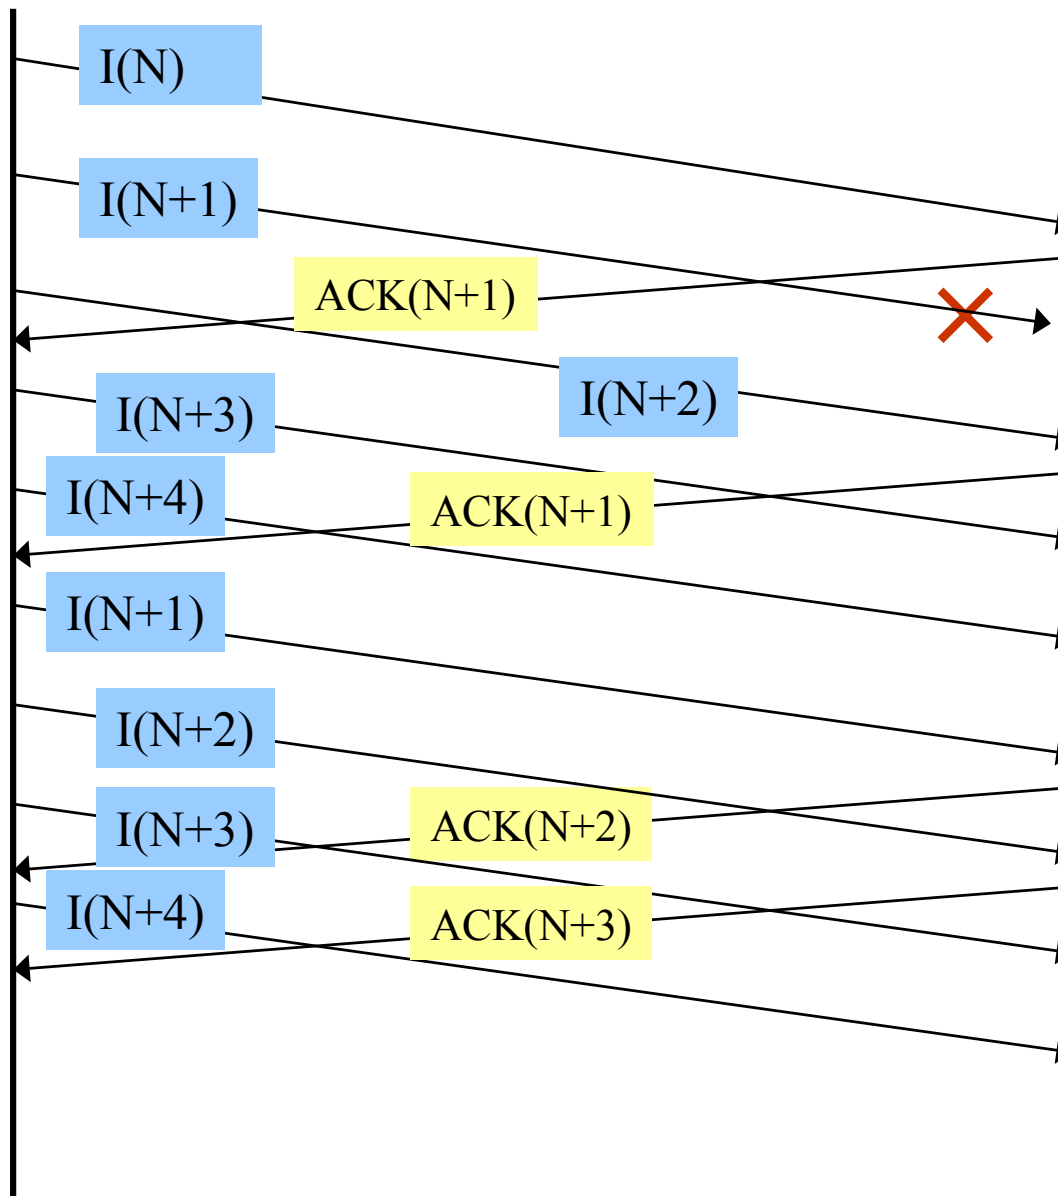 I(N)
I(N+1)
ACK(N+1)
I(N+2)
I(N+3)
I(N+4)
ACK(N+1)
I(N+1)
I(N+2)
I(N+3)
ACK(N+2)
I(N+4)
ACK(N+3)